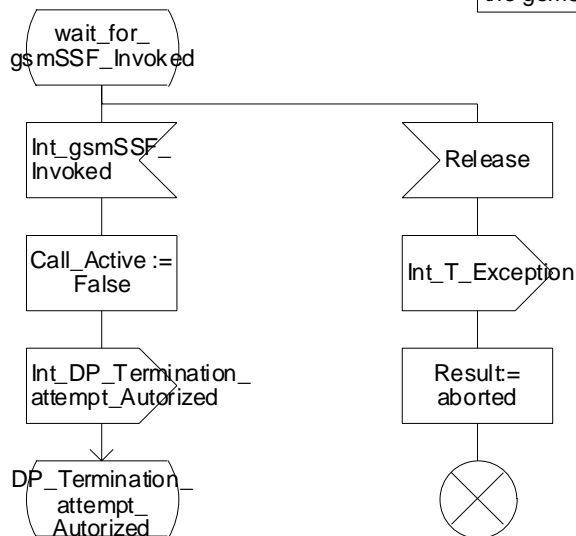 wait_for_
gsmSSF_Invoked
Int_gsmSSF_
Invoked
Release
Call_Active :=
False
Int_T_Exception
Int_DP_Termination_
attempt_Autorized
Result:=
aborted
DP_Termination_
attempt_
Autorized